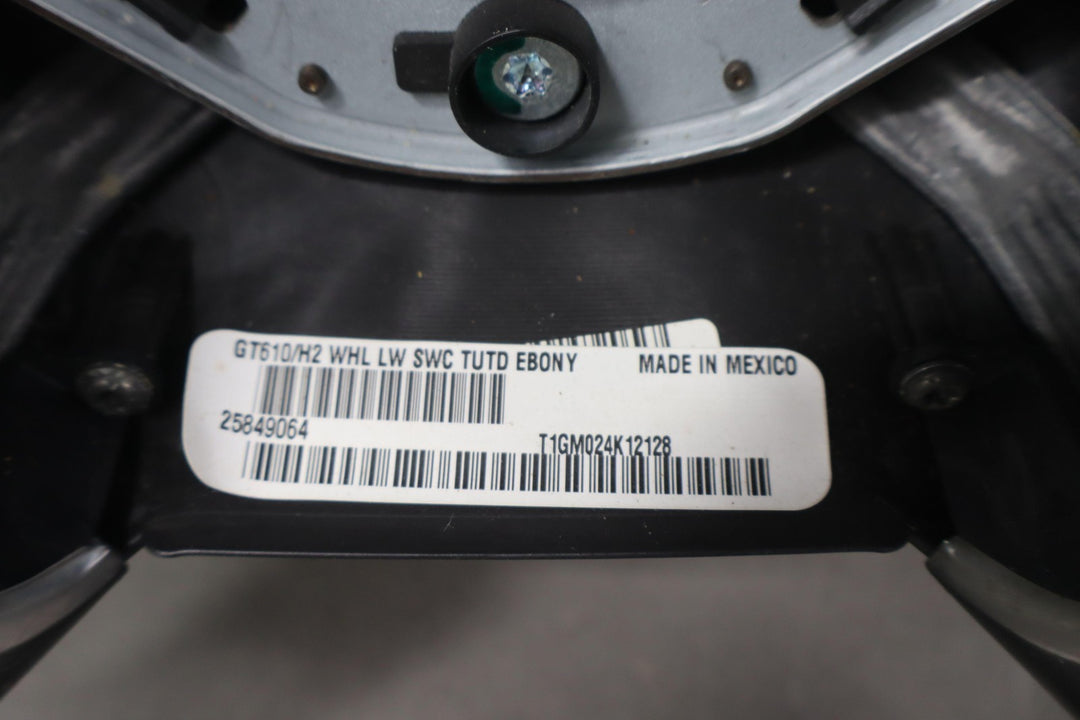 GT610/H2 WHL LW SWC TUTD EBONY MADE IN MEXICO
25849064
T1GM024K12128